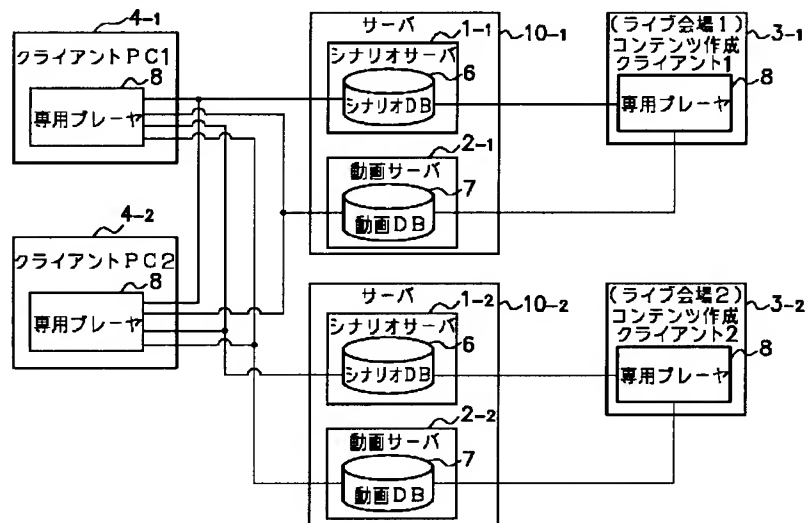 4-1
クライアントPC1
8
専用プレーヤ
4-2
クライアントPC2
8
専用プレーヤ
サーバ
10-1
1-1
シナリオサーバ
6
シナリオDB
2-1
動画サーバ
7
動画DB
サーバ
10-2
1-2
シナリオサーバ
6
シナリオDB
2-2
動画サーバ
7
動画DB
(ライブ会場1)
コンテンツ作成
クライアント1
3-1
8
専用プレーヤ
(ライブ会場2)
コンテンツ作成
クライアント2
3-2
8
専用プレーヤ